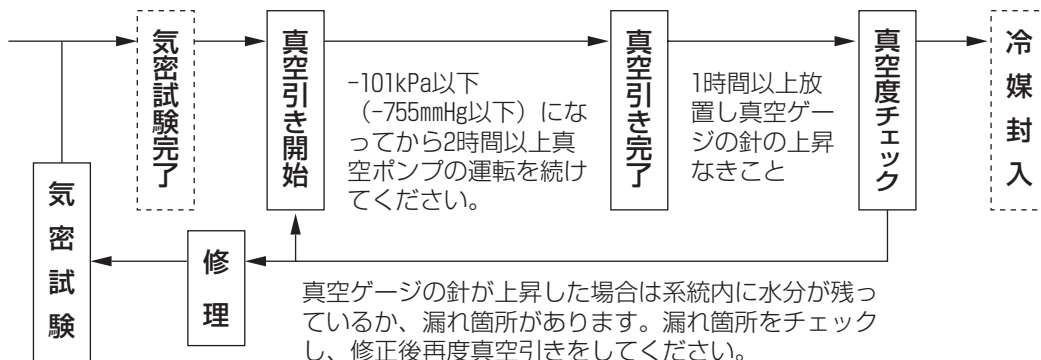 気密試験完了
真空引き開始
-101kPa以下
(-755mmHg以下)にな
ってから2時間以上真
空ポンプの運転を続け
てください。
真空引き完了
1時間以上放
置し真空ゲー
ジの針の上昇
なきこと
真空度チェック
冷媒封入
気密試験
修理
真空ゲージの針が上昇した場合は系統内に水分が残っ
ているか、漏れ箇所があります。漏れ箇所をチェック
し、修正後再度真空引きをしてください。